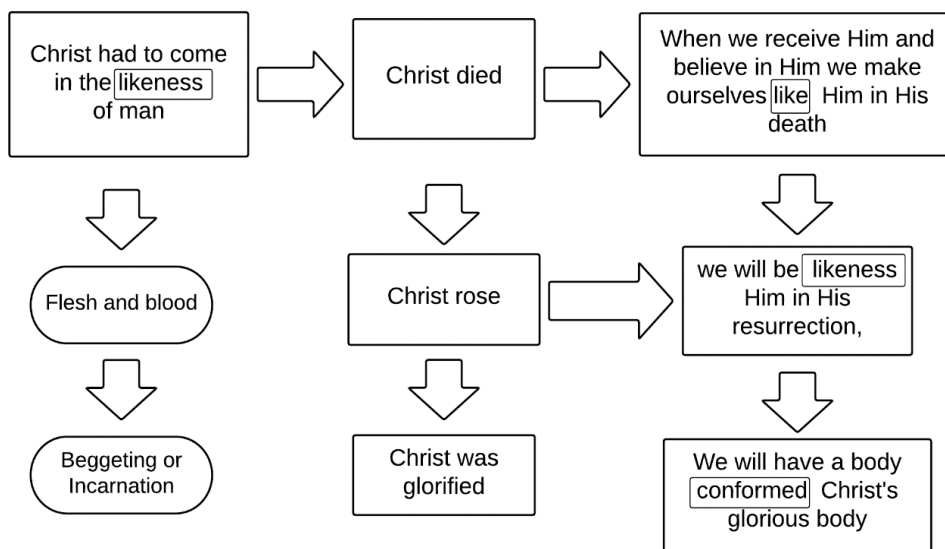 Christ had to come
in the likeness
of man
Christ died
When we receive Him and
believe in Him we make
ourselves like Him in His
death
Flesh and blood
Christ rose
we will be likeness
Him in His
resurrection,
Beggeting or
Incarnation
Christ was
glorified
We will have a body
conformed Christ's
glorious body